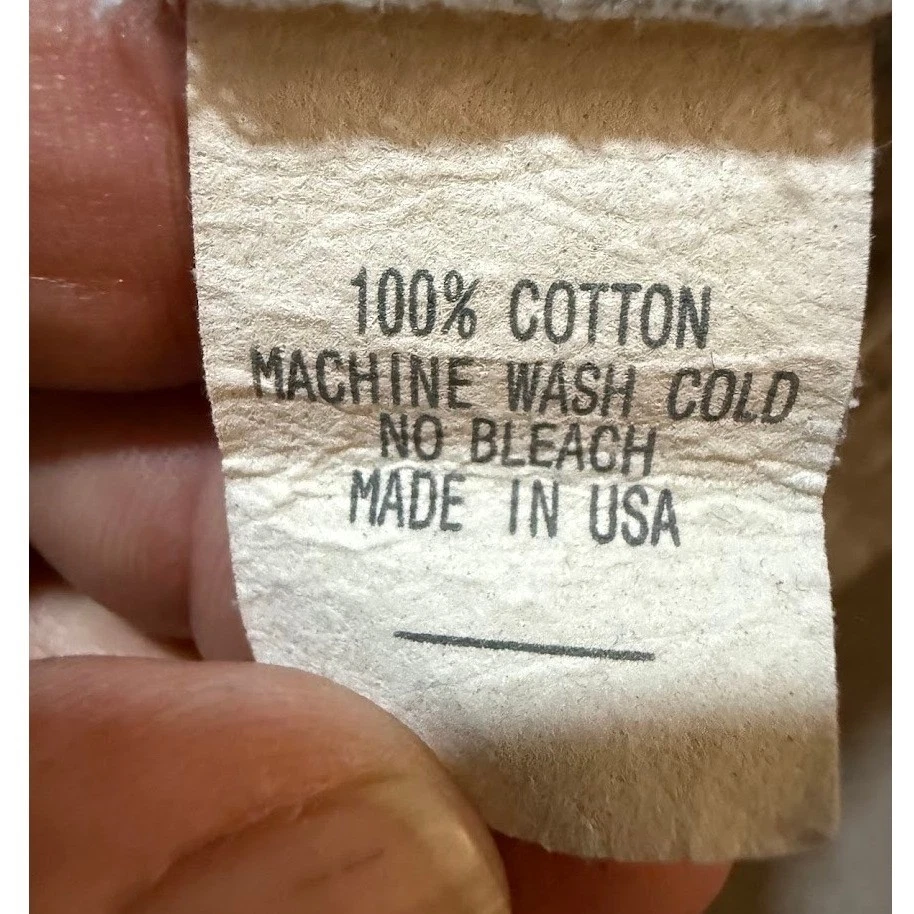 100% COTTON
MACHINE WASH COLD
NO BLEACH
MADE IN USA